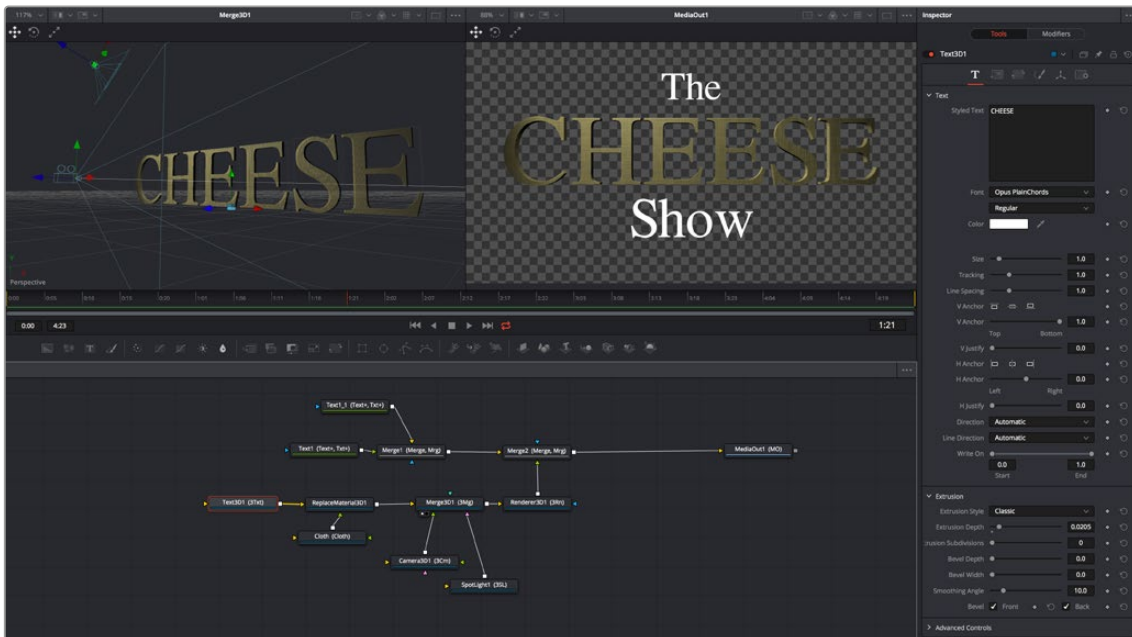 117%
Merge3D1
88%
MediaOut1
Inspector
Tools
Modifiers
Text3D1
CHEESE
Perspective
The
CHEESE
Show
Text
Styled Text
CHEESE
Font
Opus PlainChords
Regular
Color
Size 1.0
Tracking 1.0
Line Spacing 1.0
V Anchor
V Anchor 1.0
Top Bottom
V Justify 0.0
H Anchor
H Anchor 0.0
Left Right
H Justify 0.0
Direction Automatic
Line Direction Automatic
Write On
0.0 1.0
Start End
Extrusion
Extrusion Style Classic
Extrusion Depth 0.0205
trusion Subdivisions 0
Bevel Depth 0.0
Bevel Width 0.0
Smoothing Angle 10.0
Bevel Front Back
Advanced Controls
0:00 4:23
1:21
Text1_1 (Text+, Txt+)
Text1 (Text+, Txt+)
Merge1 (Merge, Mrg)
Merge2 (Merge, Mrg)
MediaOut1 (MO)
Text3D1 (3Txt)
ReplaceMaterial3D1
Merge3D1 (3Mg)
Renderer3D1 (3Rn)
Cloth (Cloth)
Camera3D1 (3Cm)
SpotLight1 (3SL)